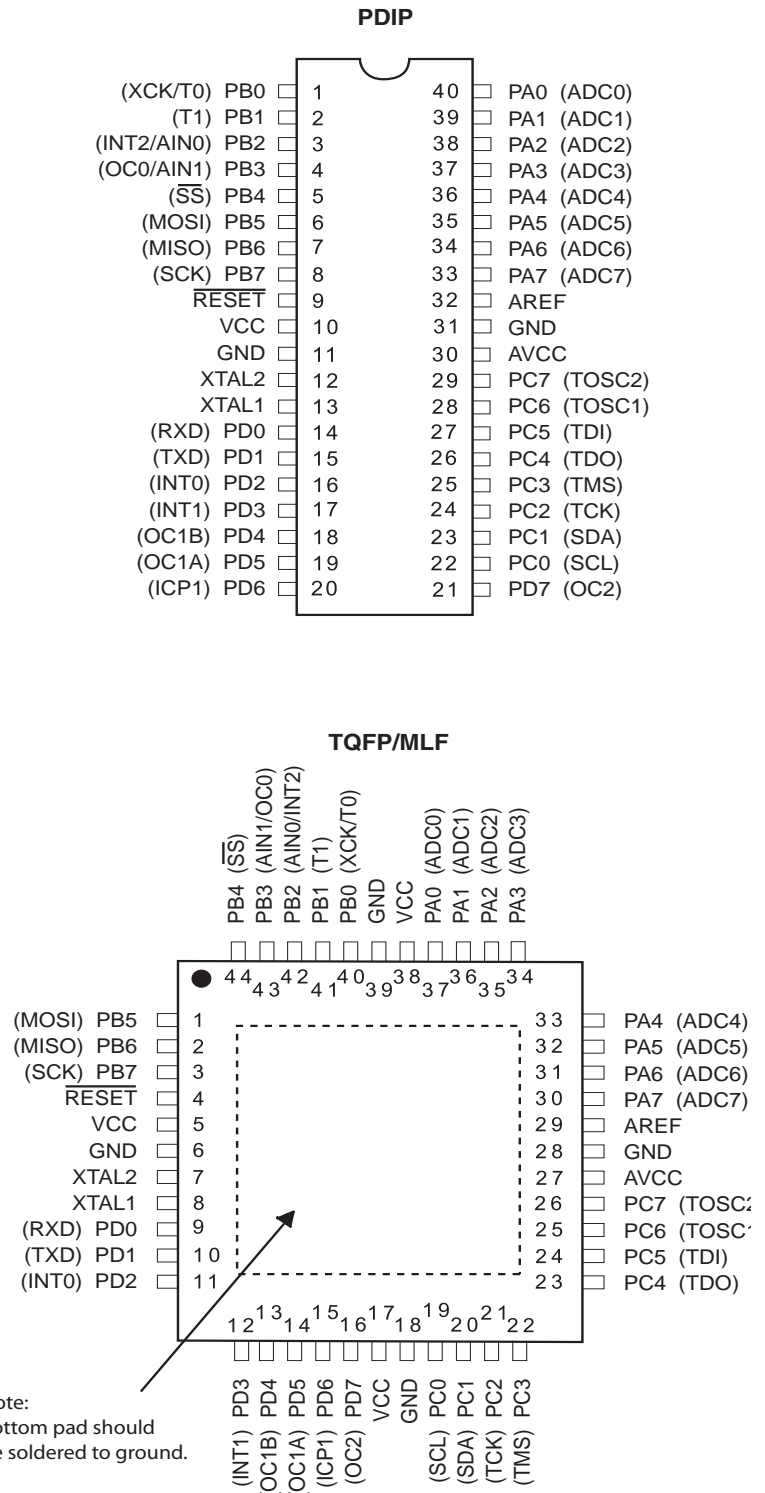 PDIP
(XCK/T0) PB0 1 40 PA0 (ADC0)
(T1) PB1 2 39 PA1 (ADC1)
(INT2/AIN0) PB2 3 38 PA2 (ADC2)
(OC0/AIN1) PB3 4 37 PA3 (ADC3)
(SS) PB4 5 36 PA4 (ADC4)
(MOSI) PB5 6 35 PA5 (ADC5)
(MISO) PB6 7 34 PA6 (ADC6)
(SCK) PB7 8 33 PA7 (ADC7)
RESET 9 32 AREF
VCC 10 31 GND
GND 11 30 AVCC
XTAL2 12 29 PC7 (TOSC2)
XTAL1 13 28 PC6 (TOSC1)
(RXD) PD0 14 27 PC5 (TDI)
(TXD) PD1 15 26 PC4 (TDO)
(INT0) PD2 16 25 PC3 (TMS)
(INT1) PD3 17 24 PC2 (TCK)
(OC1B) PD4 18 23 PC1 (SDA)
(OC1A) PD5 19 22 PC0 (SCL)
(ICP1) PD6 20 21 PD7 (OC2)
TQFP/MLF
PB4 (SS)
PB3 (AIN1/OC0)
PB2 (AIN0/INT2)
PB1 (T1)
PB0 (XCK/T0)
GND
VCC
PA0 (ADC0)
PA1 (ADC1)
PA2 (ADC2)
PA3 (ADC3)
44 43 42 41 40 39 38 37 36 35 34
(MOSI) PB5 1 33 PA4 (ADC4)
(MISO) PB6 2 32 PA5 (ADC5)
(SCK) PB7 3 31 PA6 (ADC6)
RESET 4 30 PA7 (ADC7)
VCC 5 29 AREF
GND 6 28 GND
XTAL2 7 27 AVCC
XTAL1 8 26 PC7 (TOSC2
(RXD) PD0 9 25 PC6 (TOSC1
(TXD) PD1 10 24 PC5 (TDI)
(INT0) PD2 11 23 PC4 (TDO)
12 13 14 15 16 17 18 19 20 21 22
(INT1) PD3
(OC1B) PD4
(OC1A) PD5
(ICP1) PD6
(OC2) PD7
VCC
GND
(SCL) PC0
(SDA) PC1
(TCK) PC2
(TMS) PC3
ote:
ottom pad should
e soldered to ground.